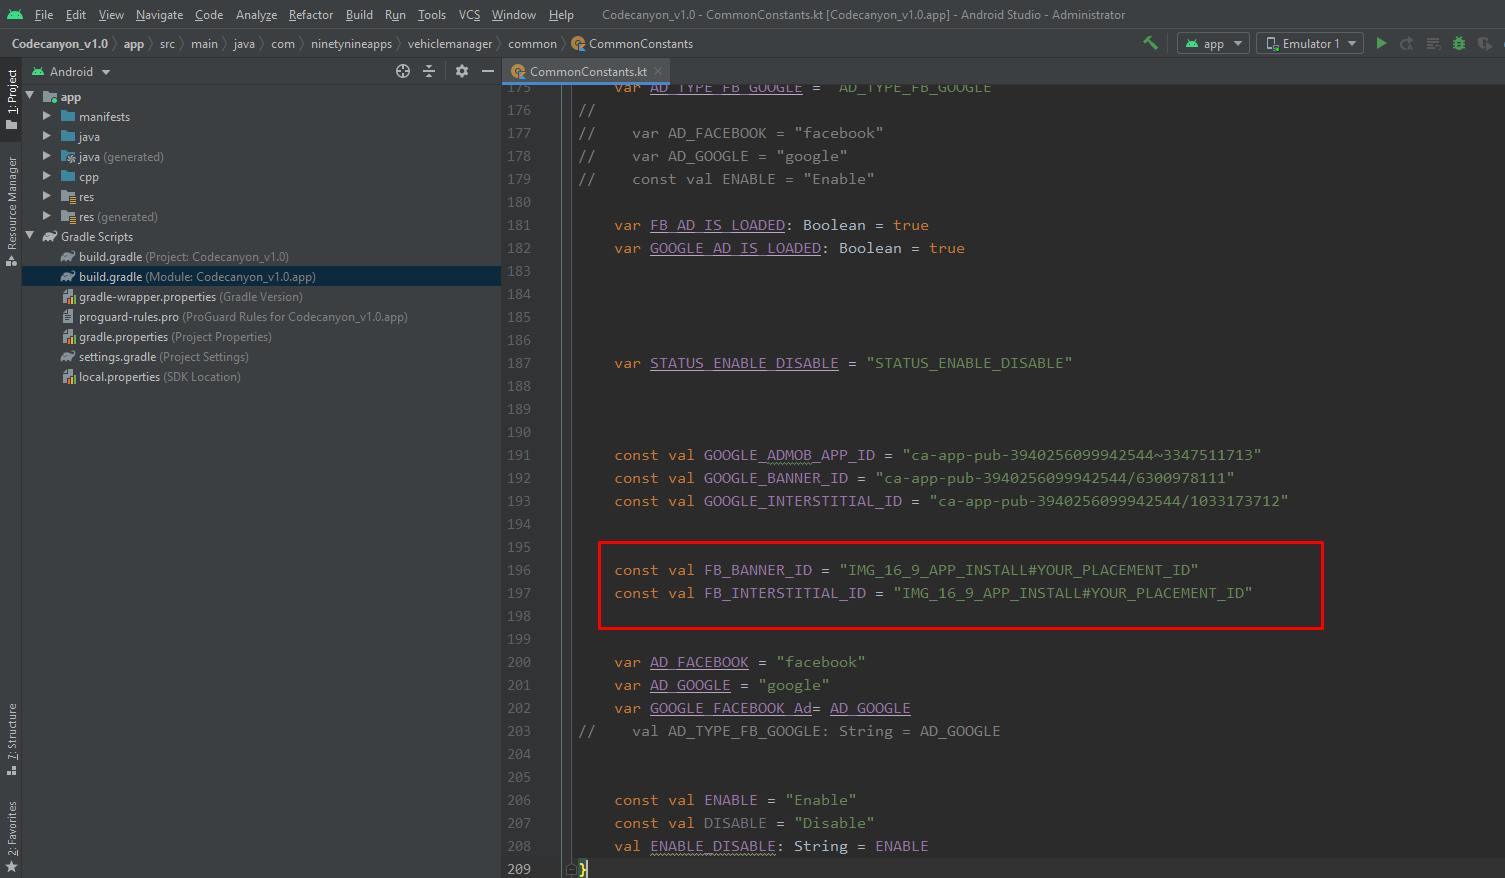 File Edit View Navigate Code Analyze Refactor Build Run Tools VCS Window Help Codecanyon_v1.0 - CommonConstants.kt [Codecanyon_v1.0.app] - Android Studio - Administrator
Codecanyon_v1.0 app src main java com ninetynineapps vehiclemanager common CommonConstants app Emulator 1
Android
CommonConstants.kt
1: Project
Resource Manager
7: Structure
2: Favorites
app
manifests
java
java (generated)
cpp
res
res (generated)
Gradle Scripts
build.gradle (Project: Codecanyon_v1.0)
build.gradle (Module: Codecanyon_v1.0.app)
gradle-wrapper.properties (Gradle Version)
proguard-rules.pro (ProGuard Rules for Codecanyon_v1.0.app)
gradle.properties (Project Properties)
settings.gradle (Project Settings)
local.properties (SDK Location)
175 var AD_TYPE_FB_GOOGLE = AD_TYPE_FB_GOOGLE
176 //
177 // var AD_FACEBOOK = "facebook"
178 // var AD_GOOGLE = "google"
179 // const val ENABLE = "Enable"
180
181 var FB_AD_IS_LOADED: Boolean = true
182 var GOOGLE_AD_IS_LOADED: Boolean = true
183
184
185
186
187 var STATUS_ENABLE_DISABLE = "STATUS_ENABLE_DISABLE"
188
189
190
191 const val GOOGLE_ADMOB_APP_ID = "ca-app-pub-3940256099942544~3347511713"
192 const val GOOGLE_BANNER_ID = "ca-app-pub-3940256099942544/6300978111"
193 const val GOOGLE_INTERSTITIAL_ID = "ca-app-pub-3940256099942544/1033173712"
194
195
196 const val FB_BANNER_ID = "IMG_16_9_APP_INSTALL#YOUR_PLACEMENT_ID"
197 const val FB_INTERSTITIAL_ID = "IMG_16_9_APP_INSTALL#YOUR_PLACEMENT_ID"
198
199
200 var AD_FACEBOOK = "facebook"
201 var AD_GOOGLE = "google"
202 var GOOGLE_FACEBOOK_Ad= AD_GOOGLE
203 // val AD_TYPE_FB_GOOGLE: String = AD_GOOGLE
204
205
206 const val ENABLE = "Enable"
207 const val DISABLE = "Disable"
208 val ENABLE_DISABLE: String = ENABLE
209 }